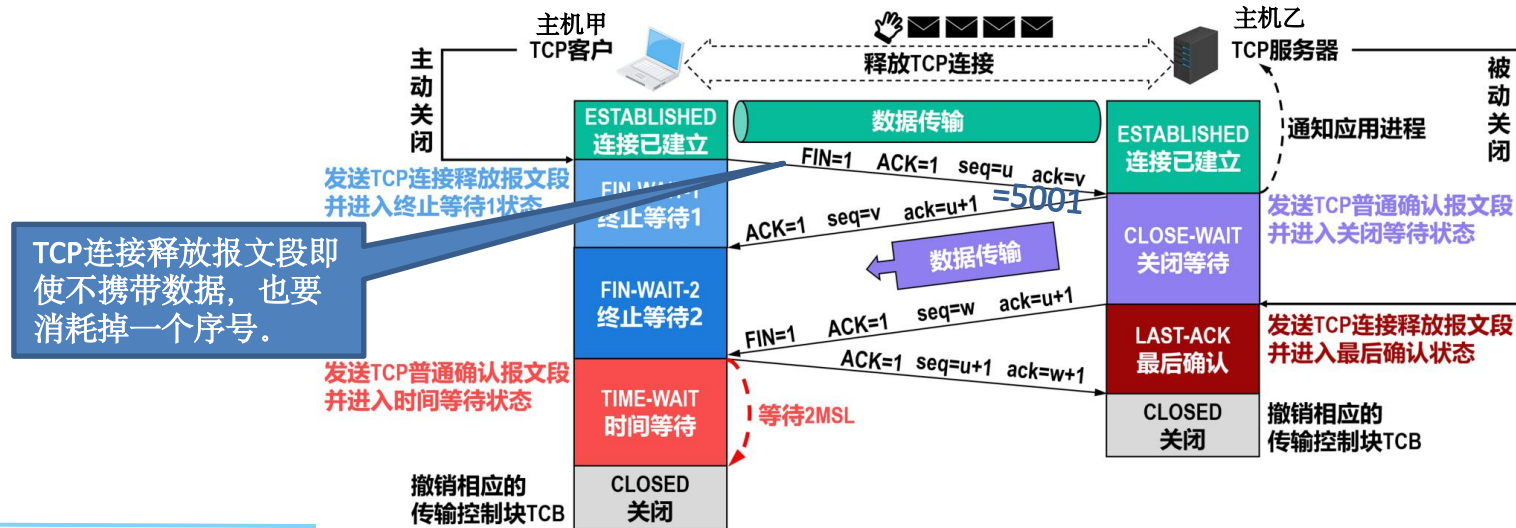 主机甲
TCP客户
主机乙
TCP服务器
释放TCP连接
主动关闭
被动关闭
ESTABLISHED
连接已建立
数据传输
ESTABLISHED
连接已建立
通知应用进程
FIN=1 ACK=1 seq=u ack=v
=5001
发送TCP连接释放报文段
并进入终止等待1状态
FIN-WAIT-1
终止等待1
ACK=1 seq=v ack=u+1
发送TCP普通确认报文段
并进入关闭等待状态
CLOSE-WAIT
关闭等待
数据传输
TCP连接释放报文段即
使不携带数据，也要
消耗掉一个序号。
FIN-WAIT-2
终止等待2
FIN=1 ACK=1 seq=w ack=u+1
LAST-ACK
最后确认
发送TCP连接释放报文段
并进入最后确认状态
ACK=1 seq=u+1 ack=w+1
发送TCP普通确认报文段
并进入时间等待状态
TIME-WAIT
时间等待
等待2MSL
CLOSED
关闭
撤销相应的
传输控制块TCB
撤销相应的
传输控制块TCB
CLOSED
关闭